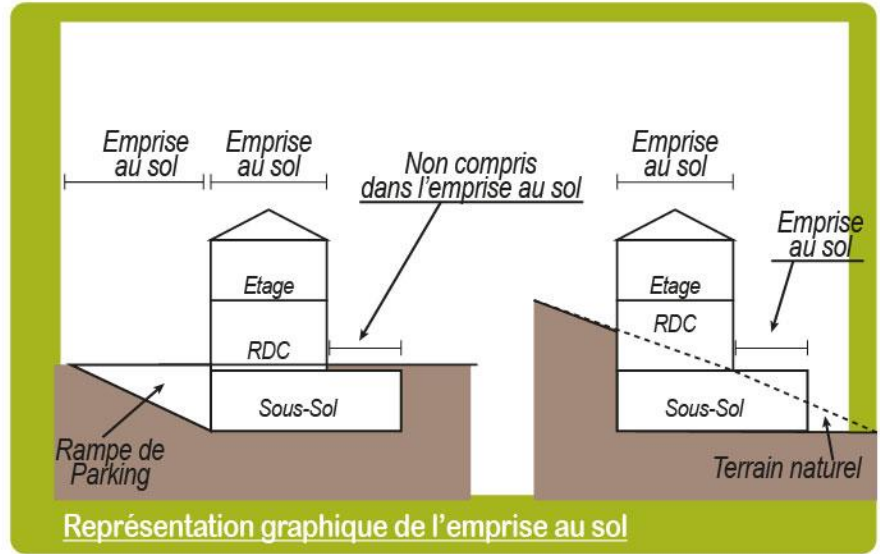 Emprise
au sol
Emprise
au sol
Non compris
dans l'emprise au sol
Etage
RDC
Sous-Sol
Rampe de
Parking
Emprise
au sol
Emprise
au sol
Etage
RDC
Sous-Sol
Terrain naturel
Représentation graphique de l'emprise au sol